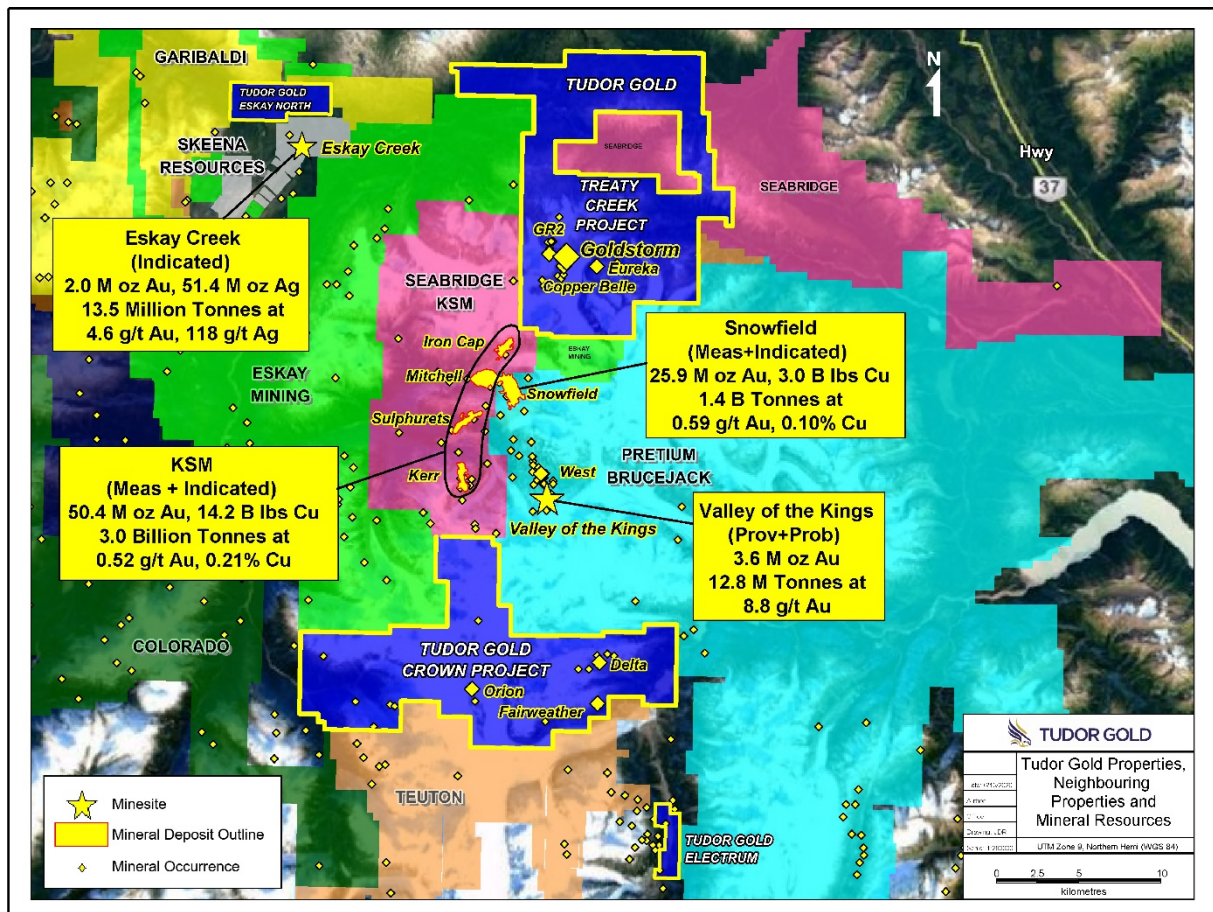 GARIBALDI
TUDOR GOLD
ESKAY NORTH
SKEENA
RESOURCES
Eskay Creek
TUDOR GOLD
SEABRIDGE
TREATY
CREEK
PROJECT
SEABRIDGE
N
Hwy
37
GR2
Goldstorm
Eureka
Copper Belle
Eskay Creek
(Indicated)
2.0 M oz Au, 51.4 M oz Ag
13.5 Million Tonnes at
4.6 g/t Au, 118 g/t Ag
SEABRIDGE
KSM
Iron Cap
Mitchell
Sulphurets
Kerr
ESKAY
MINING
Snowfield
Snowfield
(Meas+Indicated)
25.9 M oz Au, 3.0 B lbs Cu
1.4 B Tonnes at
0.59 g/t Au, 0.10% Cu
ESKAY
MINING
KSM
(Meas + Indicated)
50.4 M oz Au, 14.2 B lbs Cu
3.0 Billion Tonnes at
0.52 g/t Au, 0.21% Cu
West
PRETIUM
BRUCEJACK
Valley of the Kings
Valley of the Kings
(Prov+Prob)
3.6 M oz Au
12.8 M Tonnes at
8.8 g/t Au
COLORADO
TUDOR GOLD
CROWN PROJECT
Delta
Orion
Fairweather
TEUTON
TUDOR GOLD
ELECTRUM
Minesite
Mineral Deposit Outline
Mineral Occurrence
TUDOR GOLD
Tudor Gold Properties,
Neighbouring
Properties and
Mineral Resources
UTM Zone 9, Northern Hemi (WGS 84)
0 2.5 5 10
kilometres